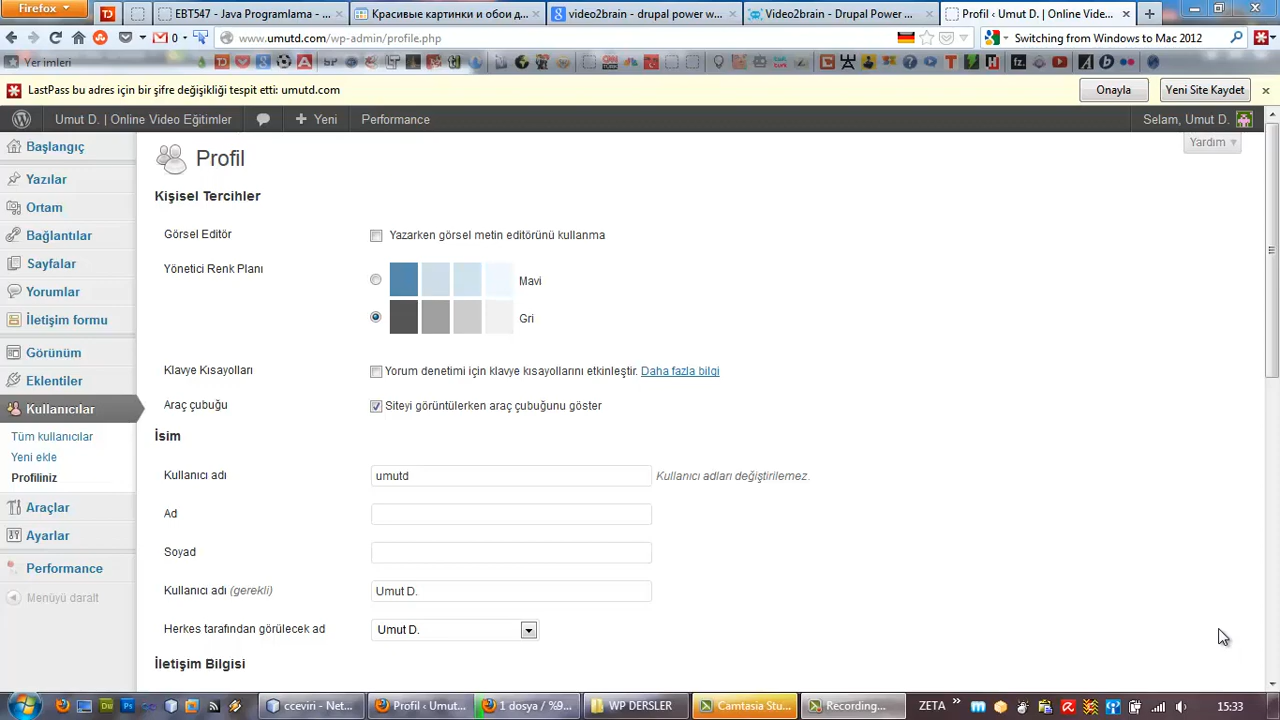 Firefox
EBT547 - Java Programlama - ...
Красивые картинки и обои д...
video2brain - drupal power w...
Video2brain - Drupal Power ...
Profil ‹ Umut D. | Online Video...
0
www.umutd.com/wp-admin/profile.php
Switching from Windows to Mac 2012
Yer imleri
LastPass bu adres için bir şifre değişikliği tespit etti: umutd.com
Onayla
Yeni Site Kaydet
Umut D. | Online Video Eğitimler
Yeni
Performance
Selam, Umut D.
Yardım
Başlangıç
Yazılar
Ortam
Bağlantılar
Sayfalar
Yorumlar
İletişim formu
Görünüm
Eklentiler
Kullanıcılar
Tüm kullanıcılar
Yeni ekle
Profiliniz
Araçlar
Ayarlar
Performance
Menüyü daralt
Profil
Kişisel Tercihler
Görsel Editör
Yazarken görsel metin editörünü kullanma
Yönetici Renk Planı
Mavi
Gri
Klavye Kısayolları
Yorum denetimi için klavye kısayollarını etkinleştir. Daha fazla bilgi
Araç çubuğu
Siteyi görüntülerken araç çubuğunu göster
İsim
Kullanıcı adı
umutd
Kullanıcı adları değiştirilemez.
Ad
Soyad
Kullanıcı adı (gerekli)
Umut D.
Herkes tarafından görülecek ad
Umut D.
İletişim Bilgisi
cceviri - Net...
Profil ‹ Umut...
1 dosya / %9...
WP DERSLER
Camtasia Stu...
Recording...
ZETA
15:33